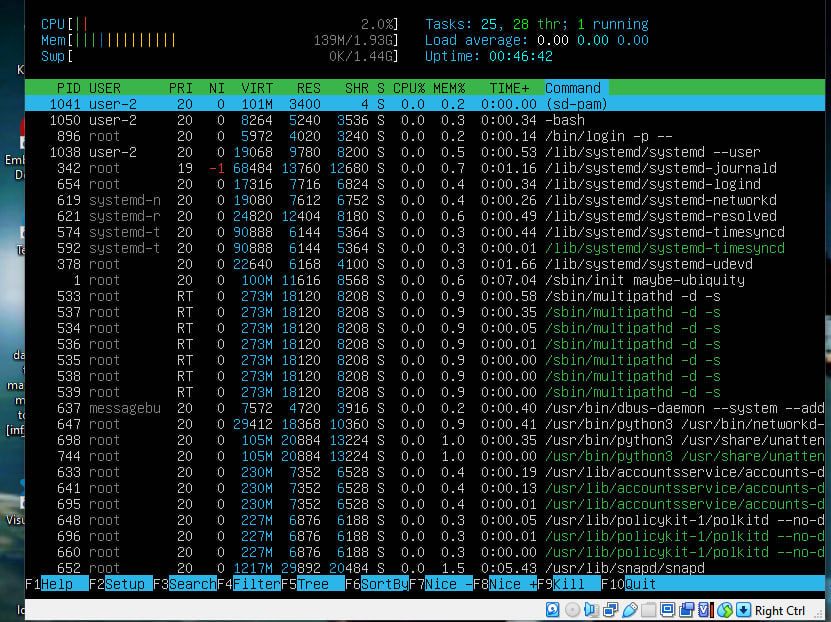 CPU[|| 2.0%] Tasks: 25, 28 thr; 1 running
Mem[||||||||||||| 139M/1.93G] Load average: 0.00 0.00 0.00
Swp[ 0K/1.44G] Uptime: 00:46:42
PID USER PRI NI VIRT RES SHR S CPU% MEM% TIME+ Command
1041 user-2 20 0 101M 3400 4 S 0.0 0.2 0:00.00 (sd-pam)
1050 user-2 20 0 8264 5240 3536 S 0.0 0.3 0:00.34 -bash
896 root 20 0 5972 4020 3240 S 0.0 0.2 0:00.14 /bin/login -p --
1038 user-2 20 0 19068 9780 8200 S 0.0 0.5 0:00.53 /lib/systemd/systemd --user
342 root 19 -1 68484 13760 12680 S 0.0 0.7 0:01.16 /lib/systemd/systemd-journald
654 root 20 0 17316 7716 6824 S 0.0 0.4 0:00.34 /lib/systemd/systemd-logind
619 systemd-n 20 0 19080 7612 6752 S 0.0 0.4 0:00.26 /lib/systemd/systemd-networkd
621 systemd-r 20 0 24820 12404 8180 S 0.0 0.6 0:00.49 /lib/systemd/systemd-resolved
574 systemd-t 20 0 90888 6144 5364 S 0.0 0.3 0:00.44 /lib/systemd/systemd-timesyncd
592 systemd-t 20 0 90888 6144 5364 S 0.0 0.3 0:00.01 /lib/systemd/systemd-timesyncd
378 root 20 0 22640 6168 4100 S 0.0 0.3 0:01.66 /lib/systemd/systemd-udevd
1 root 20 0 100M 11616 8568 S 0.0 0.6 0:07.04 /sbin/init maybe-ubiquity
533 root RT 0 273M 18120 8208 S 0.0 0.9 0:00.58 /sbin/multipathd -d -s
537 root RT 0 273M 18120 8208 S 0.0 0.9 0:00.35 /sbin/multipathd -d -s
534 root RT 0 273M 18120 8208 S 0.0 0.9 0:00.05 /sbin/multipathd -d -s
536 root RT 0 273M 18120 8208 S 0.0 0.9 0:00.01 /sbin/multipathd -d -s
535 root RT 0 273M 18120 8208 S 0.0 0.9 0:00.00 /sbin/multipathd -d -s
538 root RT 0 273M 18120 8208 S 0.0 0.9 0:00.00 /sbin/multipathd -d -s
539 root RT 0 273M 18120 8208 S 0.0 0.9 0:00.00 /sbin/multipathd -d -s
637 messagebu 20 0 7572 4720 3916 S 0.0 0.2 0:00.40 /usr/bin/dbus-daemon --system --add
647 root 20 0 29412 18368 10360 S 0.0 0.9 0:00.41 /usr/bin/python3 /usr/bin/networkd-
698 root 20 0 105M 20884 13224 S 0.0 1.0 0:00.35 /usr/bin/python3 /usr/share/unatten
744 root 20 0 105M 20884 13224 S 0.0 1.0 0:00.00 /usr/bin/python3 /usr/share/unatten
633 root 20 0 230M 7352 6528 S 0.0 0.4 0:00.19 /usr/lib/accountsservice/accounts-d
641 root 20 0 230M 7352 6528 S 0.0 0.4 0:00.13 /usr/lib/accountsservice/accounts-d
695 root 20 0 230M 7352 6528 S 0.0 0.4 0:00.01 /usr/lib/accountsservice/accounts-d
648 root 20 0 227M 6876 6188 S 0.0 0.3 0:00.05 /usr/lib/policykit-1/polkitd --no-d
696 root 20 0 227M 6876 6188 S 0.0 0.3 0:00.01 /usr/lib/policykit-1/polkitd --no-d
660 root 20 0 227M 6876 6188 S 0.0 0.3 0:00.00 /usr/lib/policykit-1/polkitd --no-d
652 root 20 0 1217M 29892 20484 S 0.0 1.5 0:05.43 /usr/lib/snapd/snapd
F1Help F2Setup F3SearchF4FilterF5Tree F6SortByF7Nice -F8Nice +F9Kill F10Quit
Right Ctrl